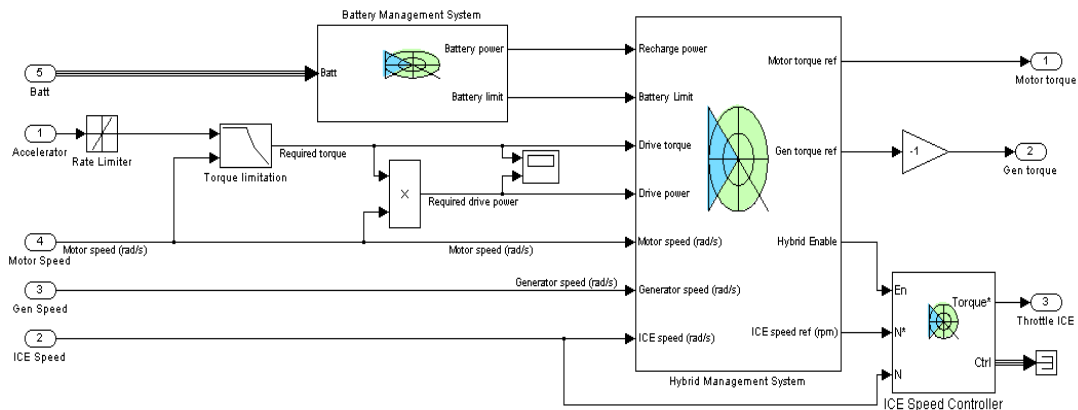 Battery Management System
Battery power
Battery limit
Batt
5
Batt
1
Accelerator
Rate Limiter
Torque limitation
Required torque
X
Required drive power
4
Motor Speed
Motor speed (rad/s)
Motor speed (rad/s)
3
Gen Speed
Generator speed (rad/s)
2
ICE Speed
Recharge power
Battery Limit
Drive torque
Drive power
Motor speed (rad/s)
Generator speed (rad/s)
ICE speed (rad/s)
Motor torque ref
Gen torque ref
Hybrid Enable
ICE speed ref (rpm)
Hybrid Management System
1
Motor torque
-1
2
Gen torque
En
N*
N
Torque*
Ctrl
ICE Speed Controller
3
Throttle ICE